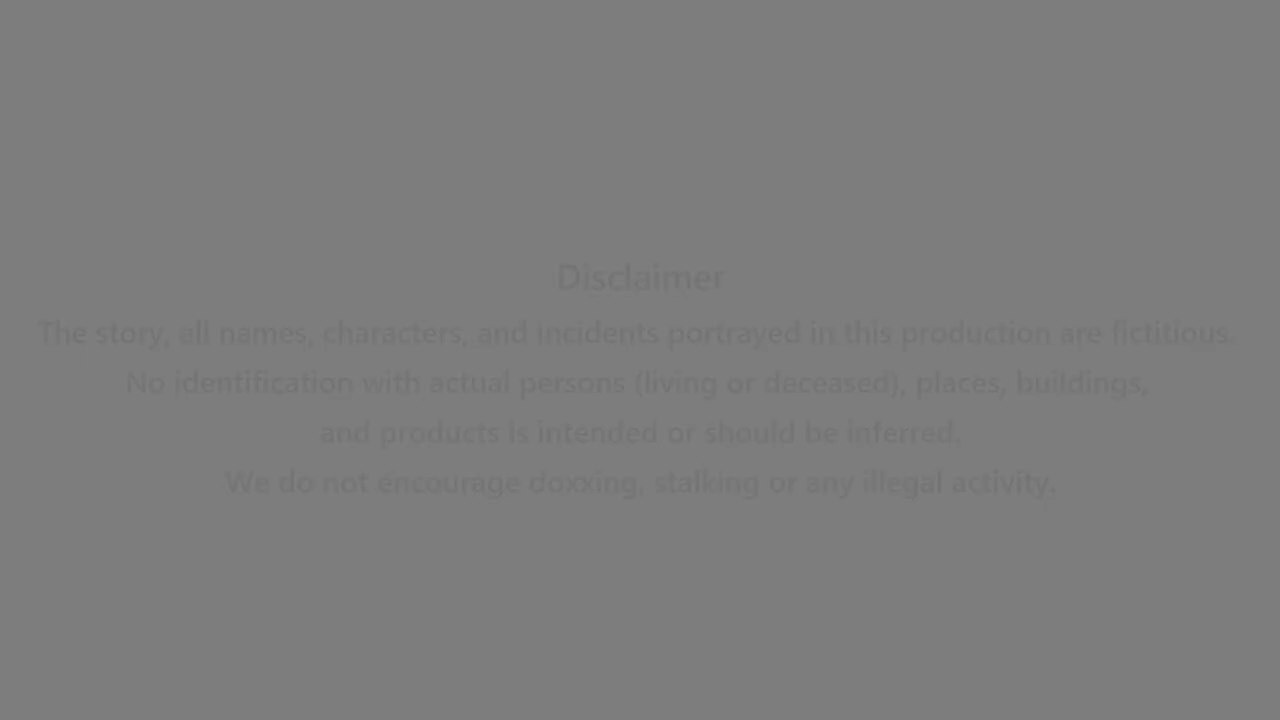 Disclaimer
The story, all names, characters, and incidents portrayed in this production are fictitious.
No identification with actual persons (living or deceased), places, buildings,
and products is intended or should be inferred.
We do not encourage doxxing, stalking or any illegal activity.